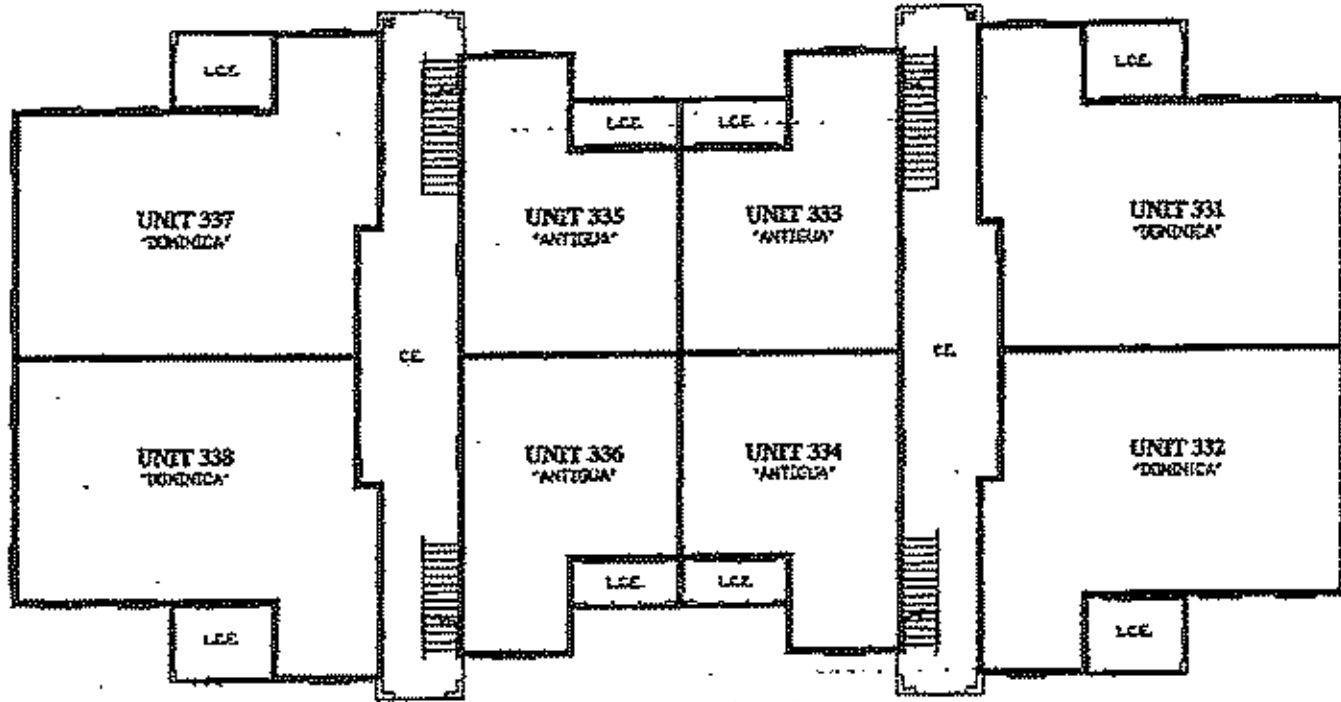 L.C.E.
L.C.E.
L.C.E.
L.C.E.
UNIT 337
"DOMINICA"
UNIT 335
"ANTIGUA"
UNIT 333
"ANTIGUA"
UNIT 331
"DOMINICA"
C.E.
C.E.
UNIT 338
"DOMINICA"
UNIT 336
"ANTIGUA"
UNIT 334
"ANTIGUA"
UNIT 332
"DOMINICA"
L.C.E.
L.C.E.
L.C.E.
L.C.E.